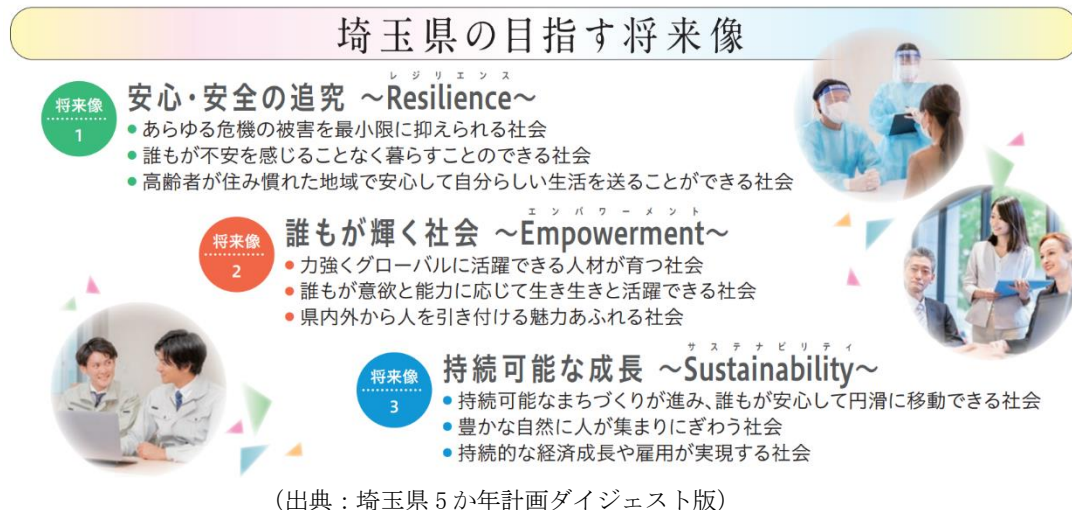 埼玉県の目指す将来像
将来像
1
レジリエンス
安心・安全の追究 ～Resilience～
● あらゆる危機の被害を最小限に抑えられる社会
● 誰もが不安を感じることなく暮らすことのできる社会
● 高齢者が住み慣れた地域で安心して自分らしい生活を送ることができる社会
将来像
2
エンパワーメント
誰もが輝く社会 ～Empowerment～
● 力強くグローバルに活躍できる人材が育つ社会
● 誰もが意欲と能力に応じて生き生きと活躍できる社会
● 県内外から人を引き付ける魅力あふれる社会
将来像
3
サステナビリティ
持続可能な成長 ～Sustainability～
● 持続可能なまちづくりが進み、誰もが安心して円滑に移動できる社会
● 豊かな自然に人が集まりにぎわう社会
● 持続的な経済成長や雇用が実現する社会
（出典：埼玉県５か年計画ダイジェスト版）